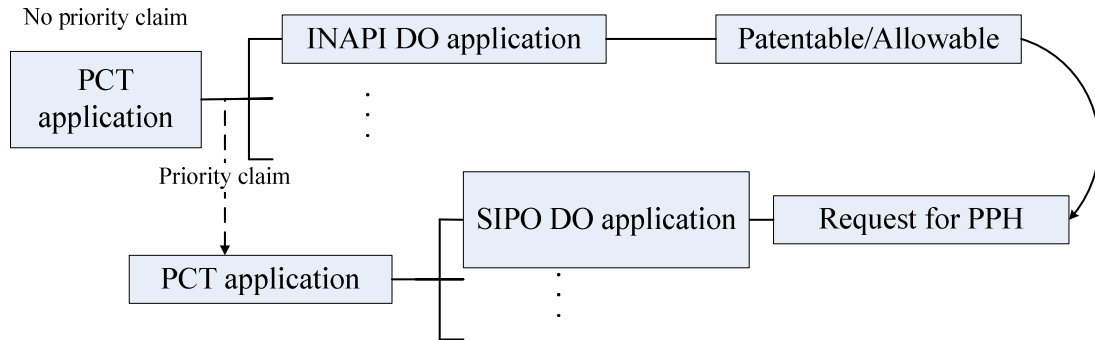 No priority claim
PCT
application
INAPI DO application
Patentable/Allowable
Priority claim
PCT application
SIPO DO application
Request for PPH